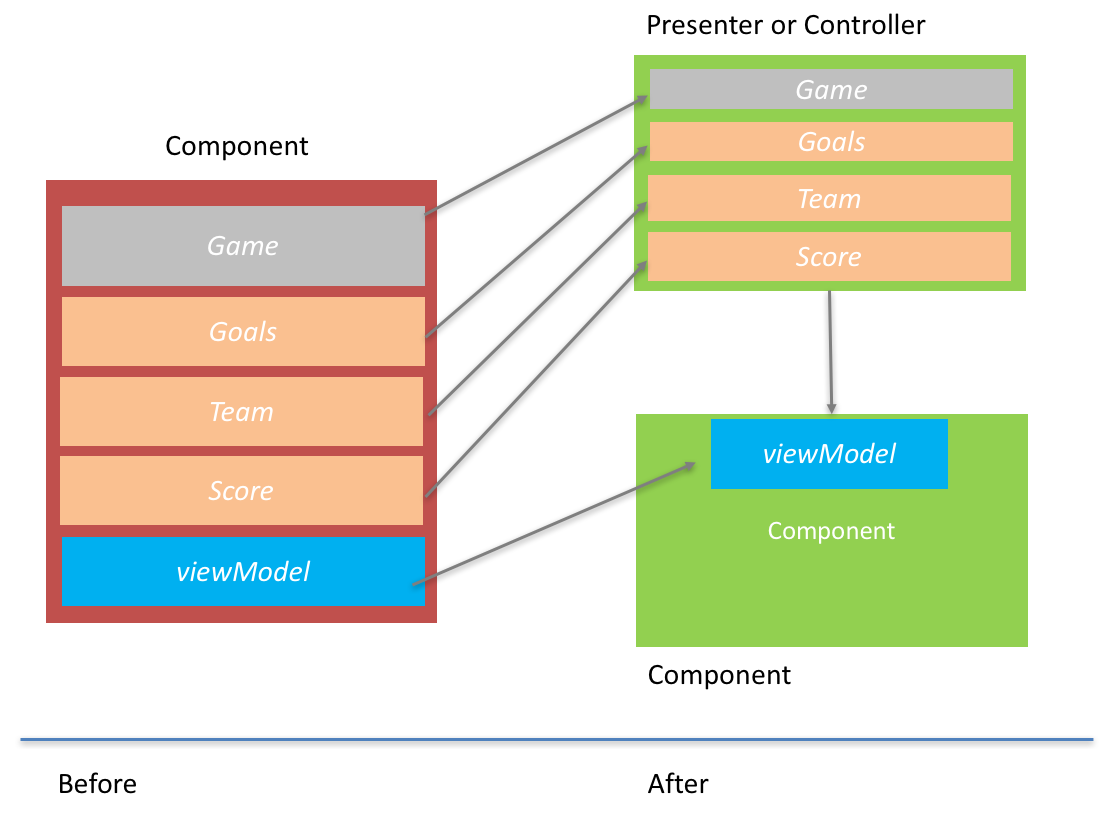 Component
Game
Goals
Team
Score
viewModel
Presenter or Controller
Game
Goals
Team
Score
viewModel
Component
Component
Before
After